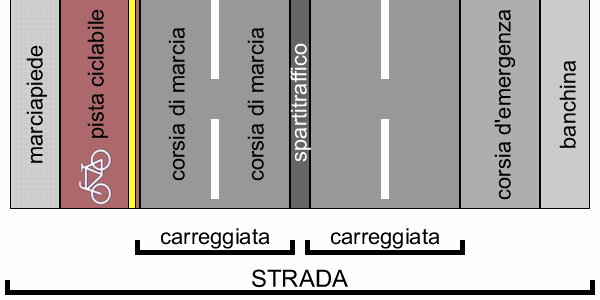 marciapiede
pista ciclabile
corsia di marcia
corsia di marcia
spartitraffico
corsia d'emergenza
banchina
carreggiata
carreggiata
STRADA